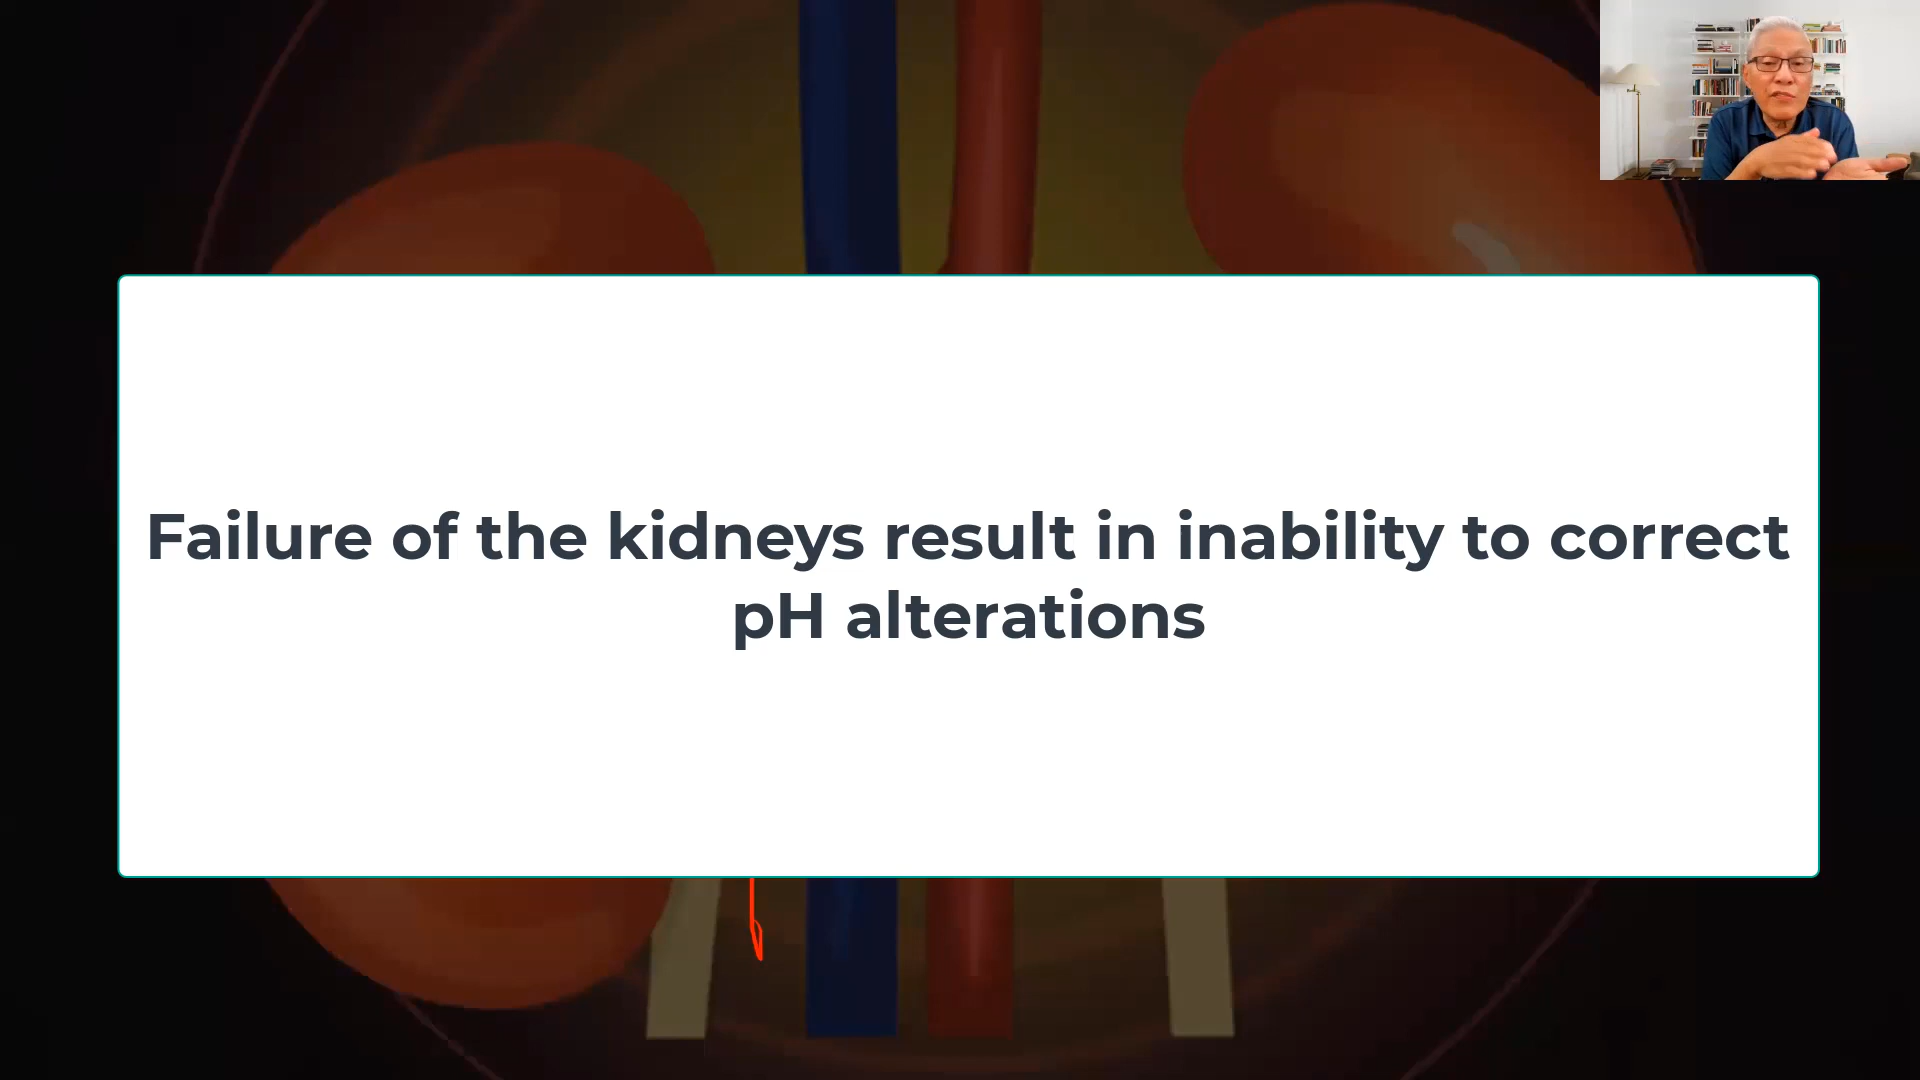 Failure of the kidneys result in inability to correct
pH alterations